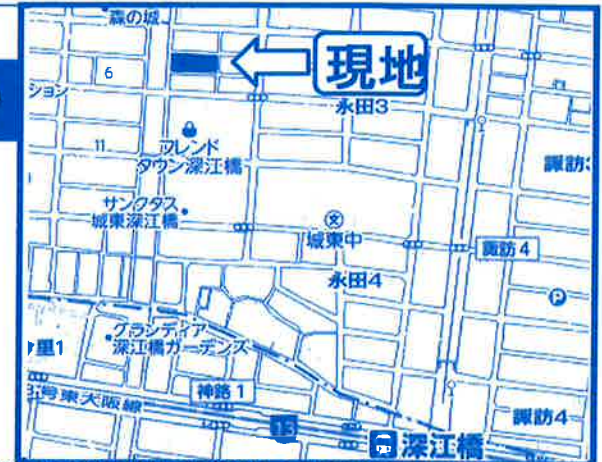 森の城
現地
6
ション
永田3
11
フレンド
タウン深江橋
諏訪3
サンクタス
城東深江橋
文
城東中
諏訪4
永田4
P
グランディア
深江橋ガーデンズ
里1
神路1
号東大阪線
13
諏訪4
深江橋